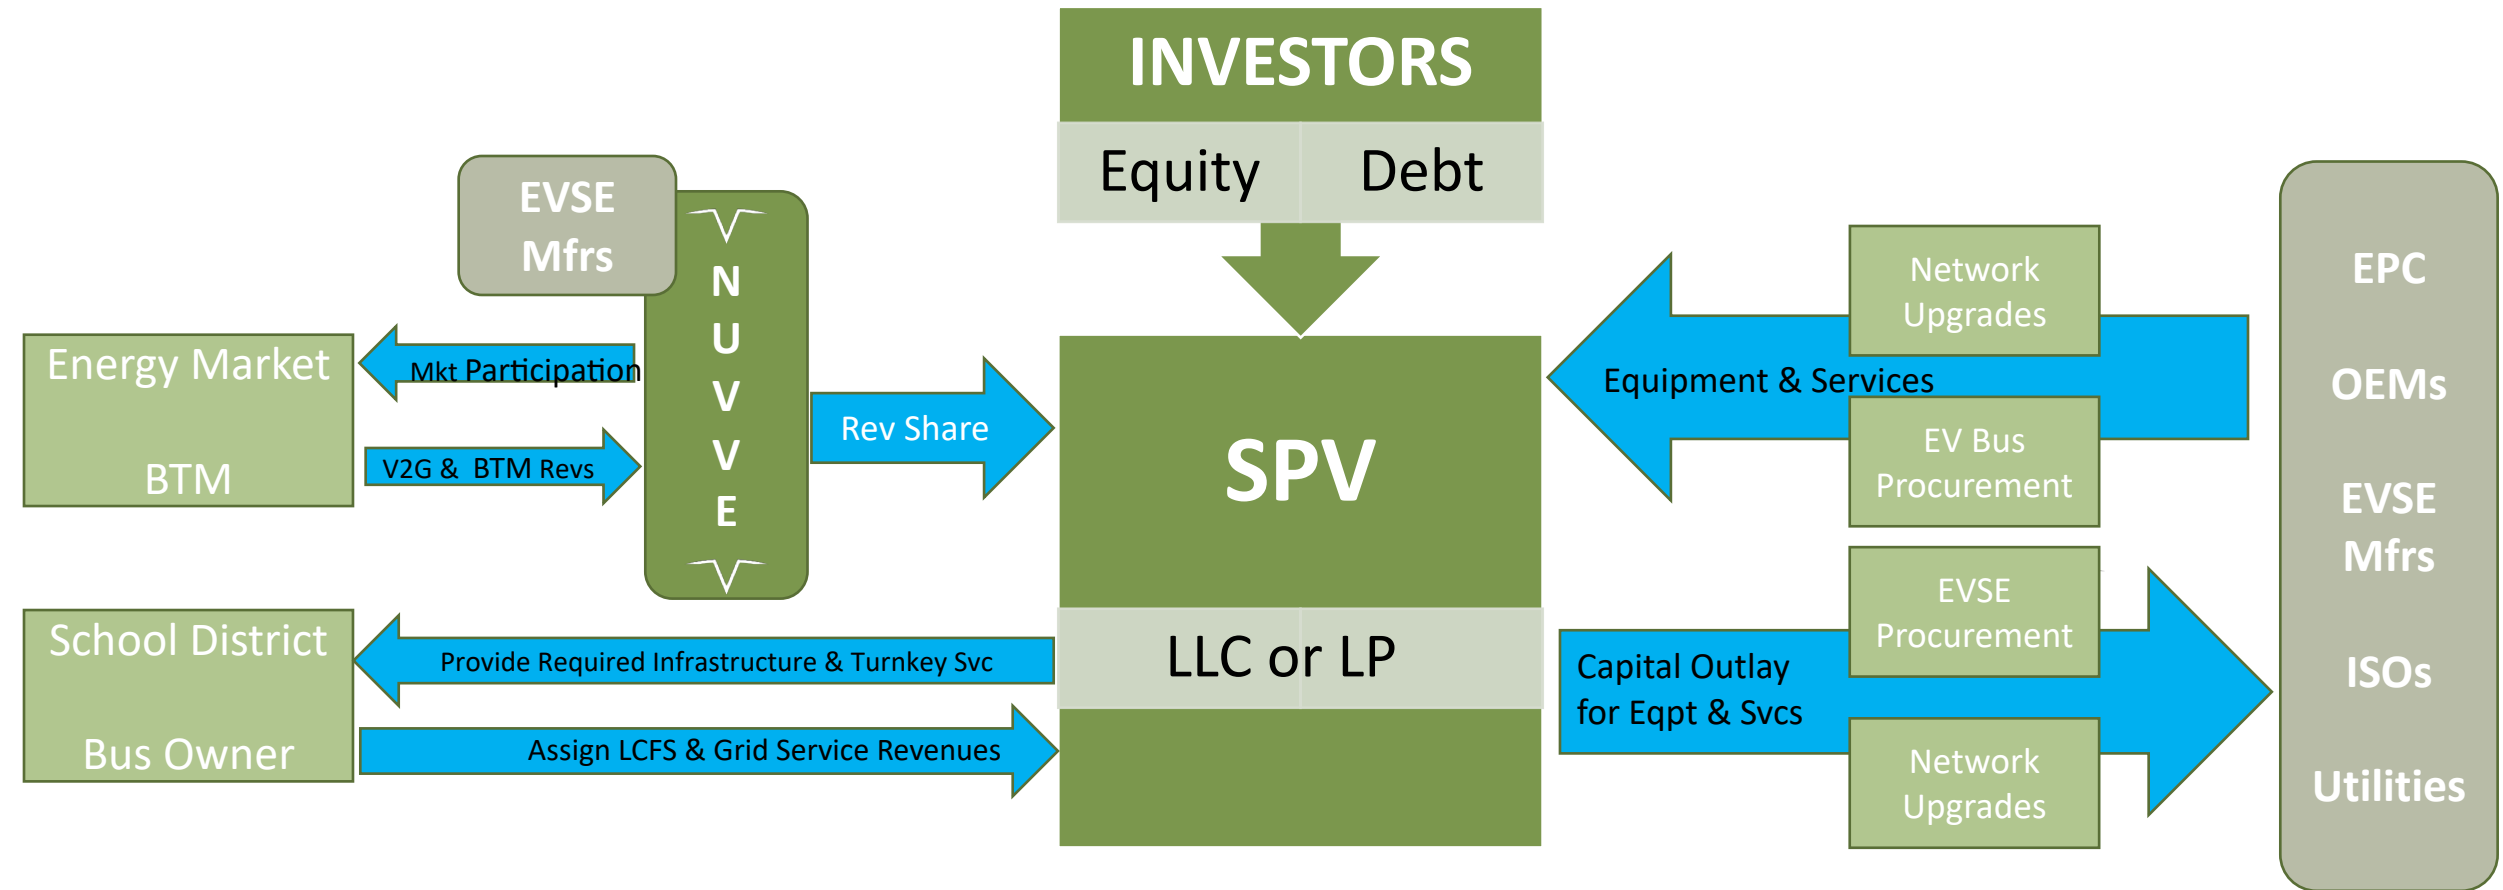 INVESTORS
Equity
Debt
EVSE
Mfrs
N
U
V
V
E
Energy Market
BTM
Mkt Participation
V2G & BTM Revs
Rev Share
School District
Bus Owner
Provide Required Infrastructure & Turnkey Svc
Assign LCFS & Grid Service Revenues
SPV
LLC or LP
Equipment & Services
Network
Upgrades
EV Bus
Procurement
Capital Outlay
for Eqpt & Svcs
EVSE
Procurement
Network
Upgrades
EPC
OEMs
EVSE
Mfrs
ISOs
Utilities